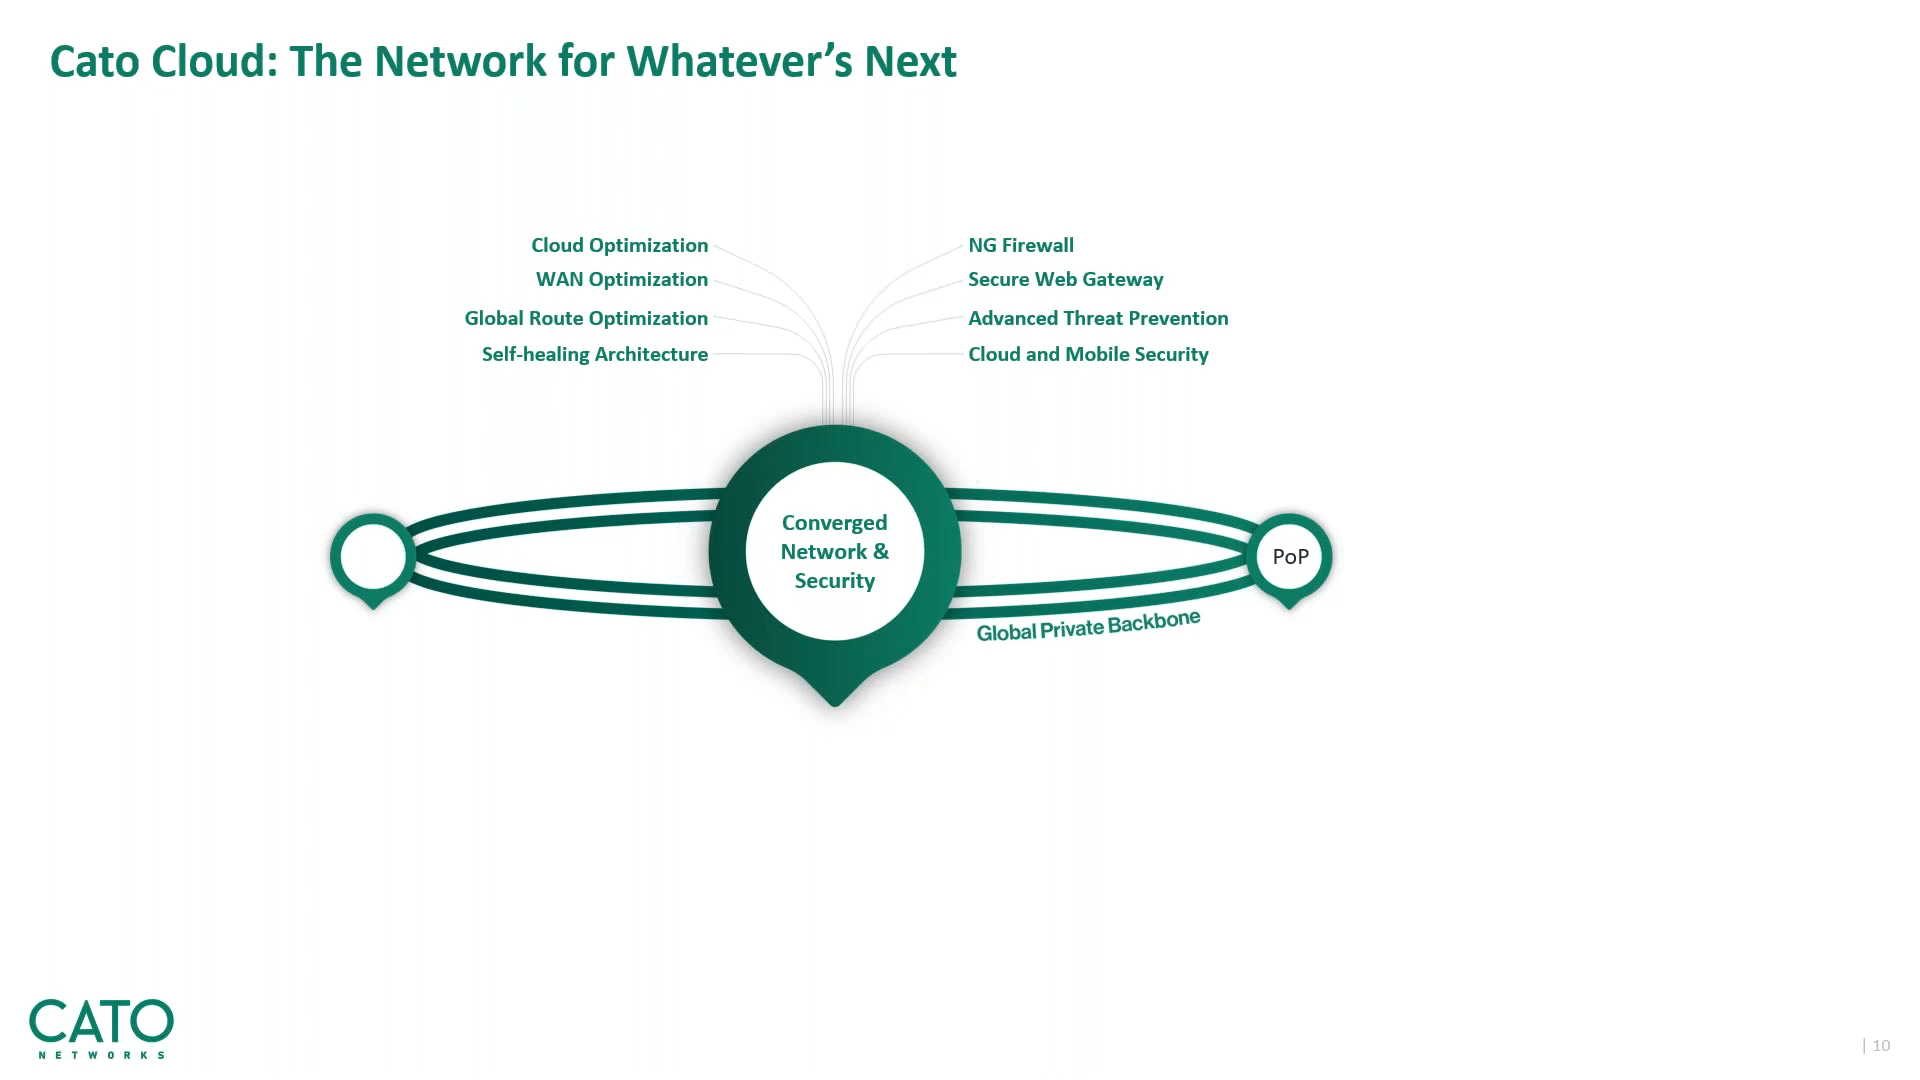 Cato Cloud: The Network for Whatever’s Next
Cloud Optimization
WAN Optimization
Global Route Optimization
Self-healing Architecture
NG Firewall
Secure Web Gateway
Advanced Threat Prevention
Cloud and Mobile Security
Converged
Network &
Security
PoP
Global Private Backbone
CATO
NETWORKS
| 10